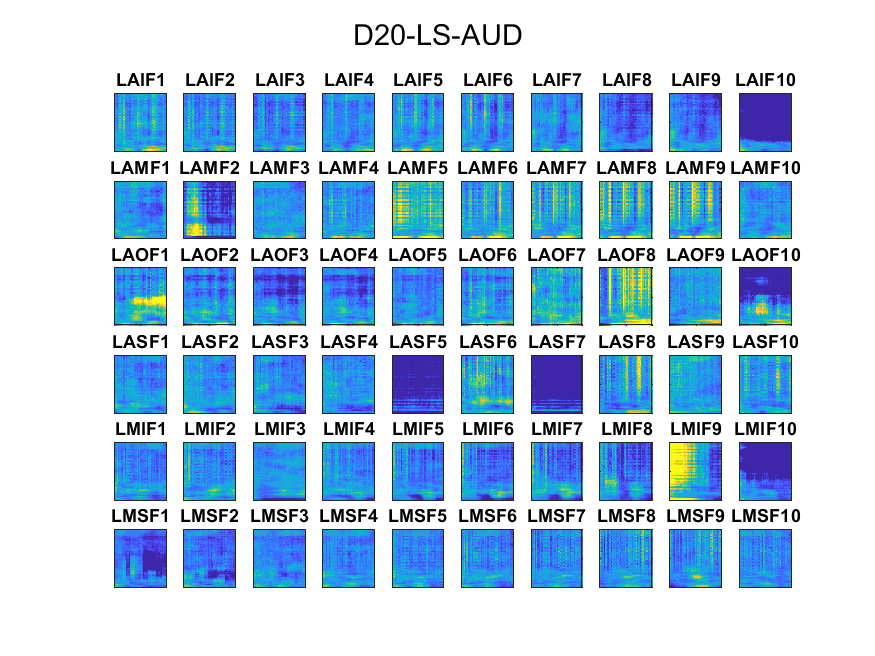 D20-LS-AUD
LAIF1 LAIF2 LAIF3 LAIF4 LAIF5 LAIF6 LAIF7 LAIF8 LAIF9 LAIF10
LAMF1 LAMF2 LAMF3 LAMF4 LAMF5 LAMF6 LAMF7 LAMF8 LAMF9 LAMF10
LAOF1 LAOF2 LAOF3 LAOF4 LAOF5 LAOF6 LAOF7 LAOF8 LAOF9 LAOF10
LASF1 LASF2 LASF3 LASF4 LASF5 LASF6 LASF7 LASF8 LASF9 LASF10
LMIF1 LMIF2 LMIF3 LMIF4 LMIF5 LMIF6 LMIF7 LMIF8 LMIF9 LMIF10
LMSF1 LMSF2 LMSF3 LMSF4 LMSF5 LMSF6 LMSF7 LMSF8 LMSF9 LMSF10